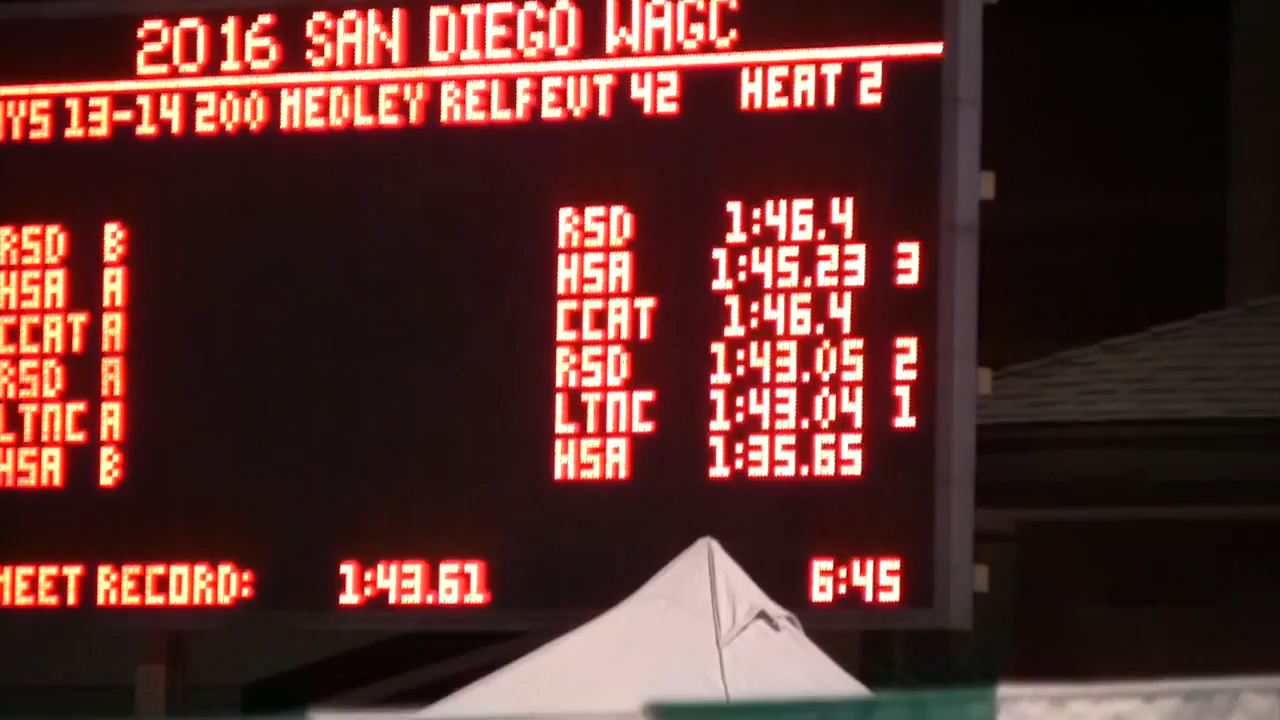 2016 SAN DIEGO WAGC
YS 13-14 200 MEDLEY RELFEVT 42 HEAT 2
RSD B RSD 1:46.4
HSA A HSA 1:45.23 3
CCAT A CCAT 1:46.4
RSD A RSD 1:43.05 2
LTNC A LTNC 1:43.04 1
HSA B HSA 1:35.65
MEET RECORD: 1:43.61 6:45